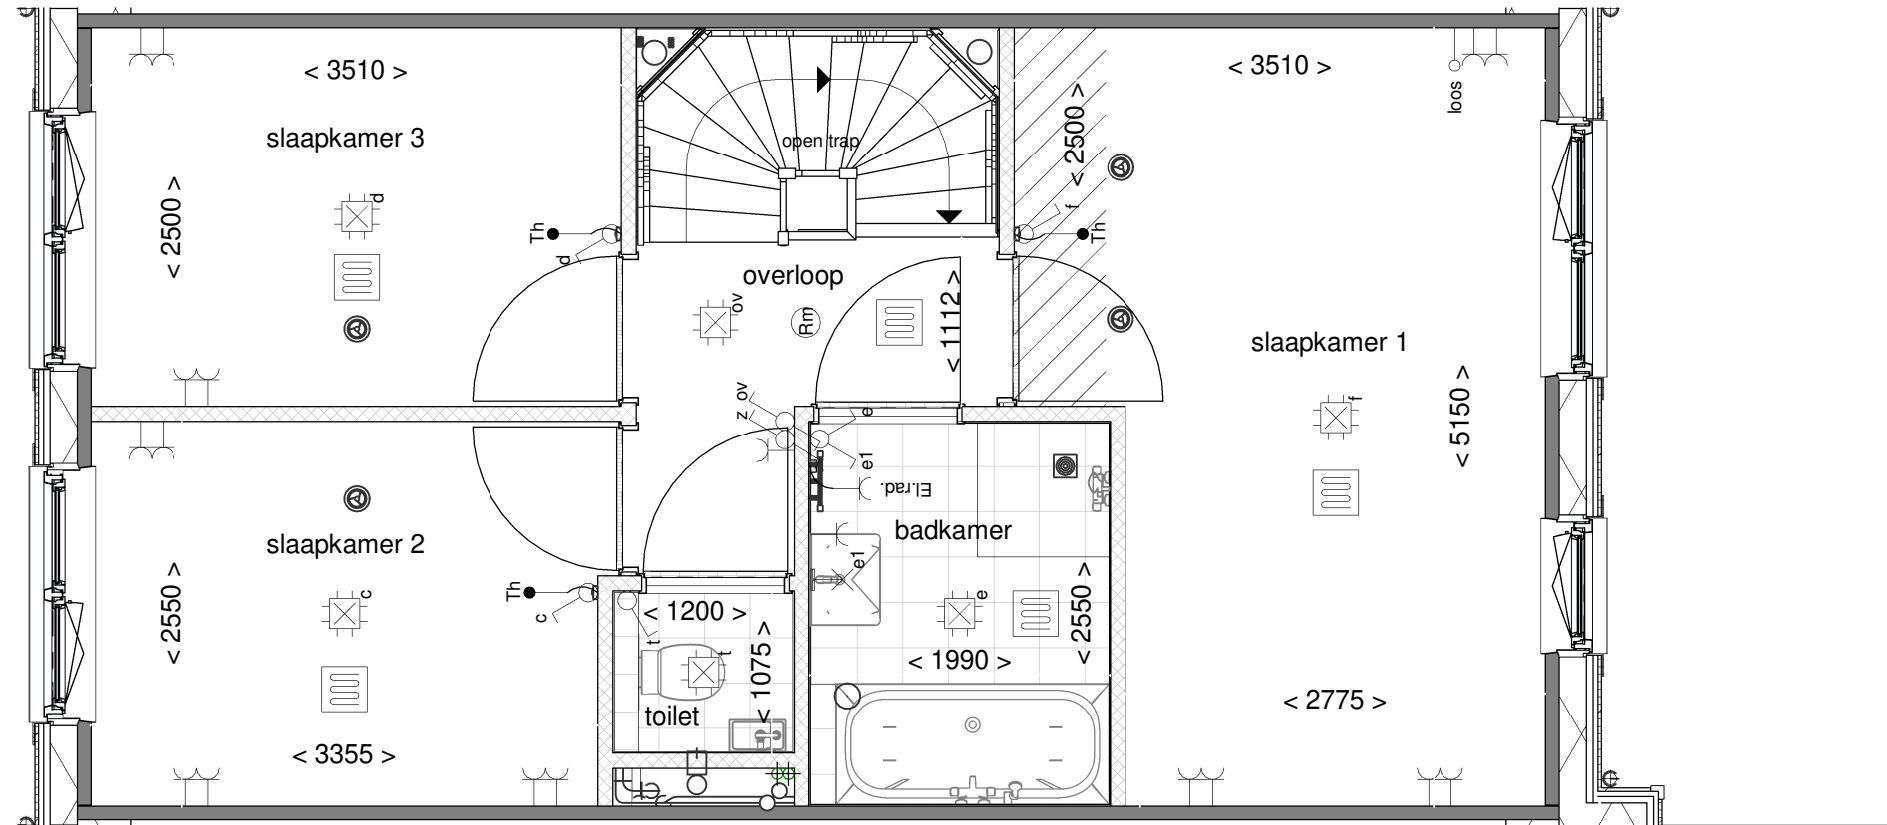 < 3510 >
slaapkamer 3
< 2500 >
d
Th
d
open trap
< 2500 >
f
Th
< 3510 >
loos
overloop
ov
Rm
< 1112 >
slaapkamer 1
f
< 5150 >
< 2775 >
ov
z
e
e1
El.rad.
badkamer
e1
e
< 2550 >
< 1990 >
slaapkamer 2
< 2550 >
c
Th
c
< 3355 >
< 1200 >
t
t
< 1075 >
toilet